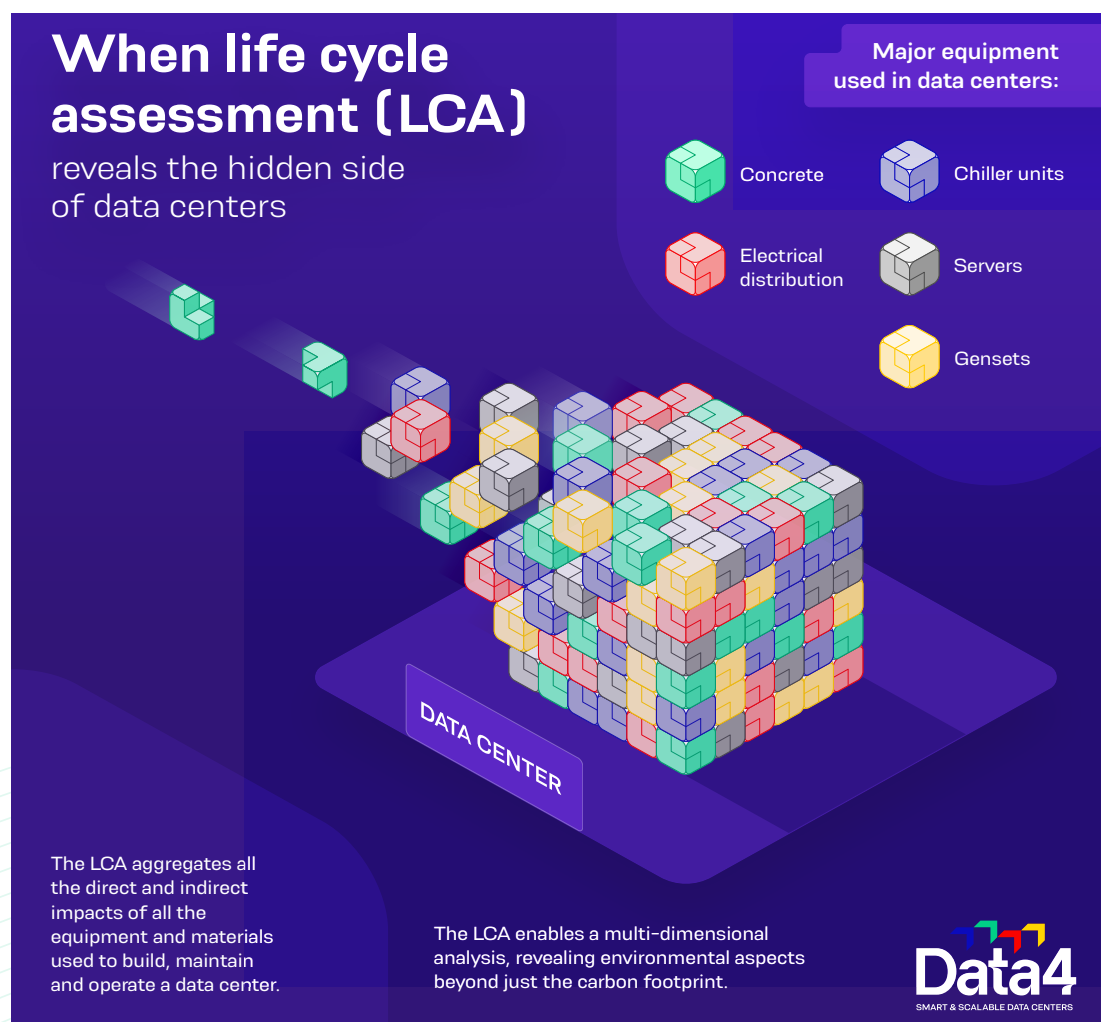 When life cycle
assessment (LCA)
reveals the hidden side
of data centers
Major equipment
used in data centers:
Concrete
Chiller units
Electrical
distribution
Servers
Gensets
DATA CENTER
The LCA aggregates all
the direct and indirect
impacts of all the
equipment and materials
used to build, maintain
and operate a data center.
The LCA enables a multi-dimensional
analysis, revealing environmental aspects
beyond just the carbon footprint.
Data4
SMART & SCALABLE DATA CENTERS